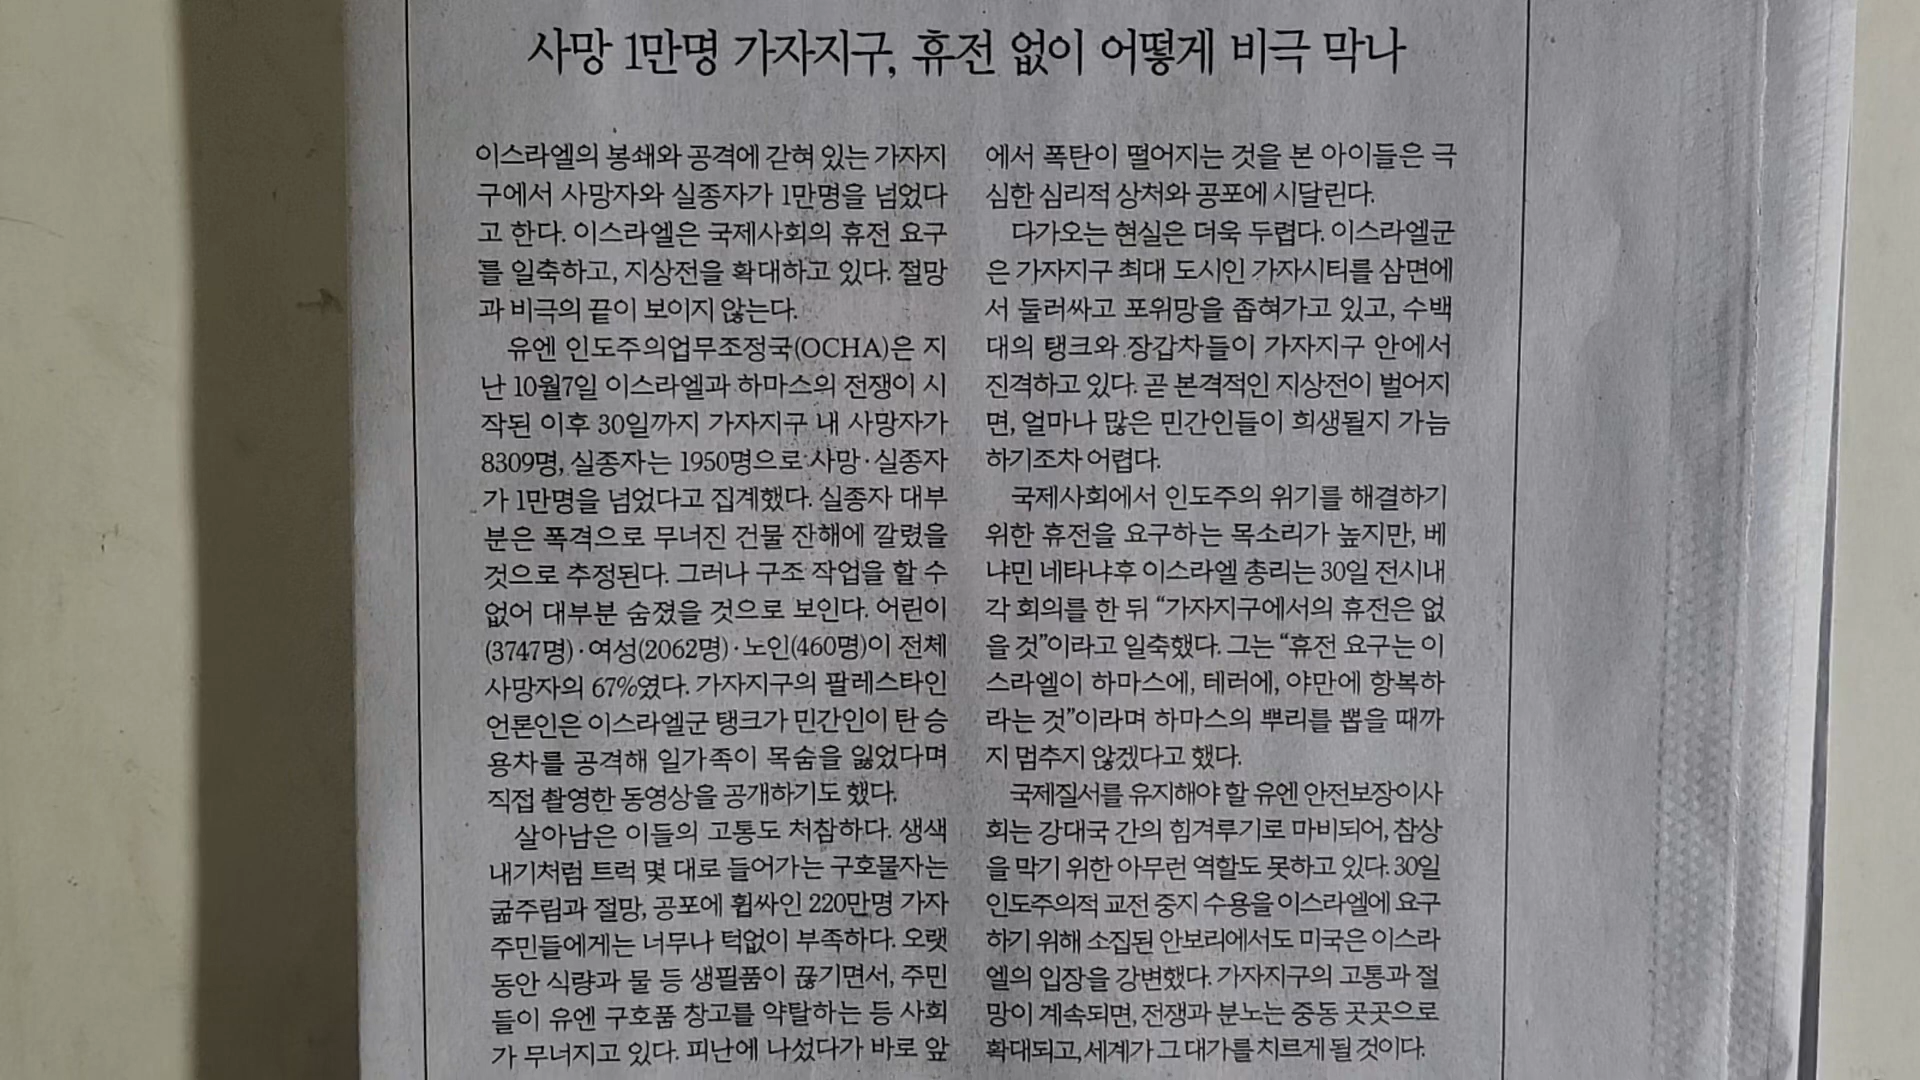 사망 1만명 가자지구, 휴전 없이 어떻게 비극 막나
이스라엘의 봉쇄와 공격에 갇혀 있는 가자지
구에서 사망자와 실종자가 1만명을 넘었다
고 한다. 이스라엘은 국제사회의 휴전 요구
를 일축하고, 지상전을 확대하고 있다. 절망
과 비극의 끝이 보이지 않는다.
유엔 인도주의업무조정국(OCHA)은 지
난 10월7일 이스라엘과 하마스의 전쟁이 시
작된 이후 30일까지 가자지구 내 사망자가
8309명, 실종자는 1950명으로 사망·실종자
가 1만명을 넘었다고 집계했다. 실종자 대부
분은 폭격으로 무너진 건물 잔해에 깔렸을
것으로 추정된다. 그러나 구조 작업을 할 수
없어 대부분 숨졌을 것으로 보인다. 어린이
(3747명)·여성(2062명)·노인(460명)이 전체
사망자의 67%였다. 가자지구의 팔레스타인
언론인은 이스라엘군 탱크가 민간인이 탄 승
용차를 공격해 일가족이 목숨을 잃었다며
직접 촬영한 동영상을 공개하기도 했다.
살아남은 이들의 고통도 처참하다. 생색
내기처럼 트럭 몇 대로 들어가는 구호물자는
굶주림과 절망, 공포에 휩싸인 220만명 가자
주민들에게는 너무나 턱없이 부족하다. 오랫
동안 식량과 물 등 생필품이 끊기면서, 주민
들이 유엔 구호품 창고를 약탈하는 등 사회
가 무너지고 있다. 피난에 나섰다가 바로 앞
에서 폭탄이 떨어지는 것을 본 아이들은 극
심한 심리적 상처와 공포에 시달린다.
다가오는 현실은 더욱 두렵다. 이스라엘군
은 가자지구 최대 도시인 가자시티를 삼면에
서 둘러싸고 포위망을 좁혀가고 있고, 수백
대의 탱크와 장갑차들이 가자지구 안에서
진격하고 있다. 곧 본격적인 지상전이 벌어지
면, 얼마나 많은 민간인들이 희생될지 가늠
하기조차 어렵다.
국제사회에서 인도주의 위기를 해결하기
위한 휴전을 요구하는 목소리가 높지만, 베
냐민 네타냐후 이스라엘 총리는 30일 전시내
각 회의를 한 뒤 “가자지구에서의 휴전은 없
을 것”이라고 일축했다. 그는 “휴전 요구는 이
스라엘이 하마스에, 테러에, 야만에 항복하
라는 것”이라며 하마스의 뿌리를 뽑을 때까
지 멈추지 않겠다고 했다.
국제질서를 유지해야 할 유엔 안전보장이사
회는 강대국 간의 힘겨루기로 마비되어, 참상
을 막기 위한 아무런 역할도 못하고 있다. 30일
인도주의적 교전 중지 수용을 이스라엘에 요구
하기 위해 소집된 안보리에서도 미국은 이스라
엘의 입장을 강변했다. 가자지구의 고통과 절
망이 계속되면, 전쟁과 분노는 중동 곳곳으로
확대되고, 세계가 그 대가를 치르게 될 것이다.